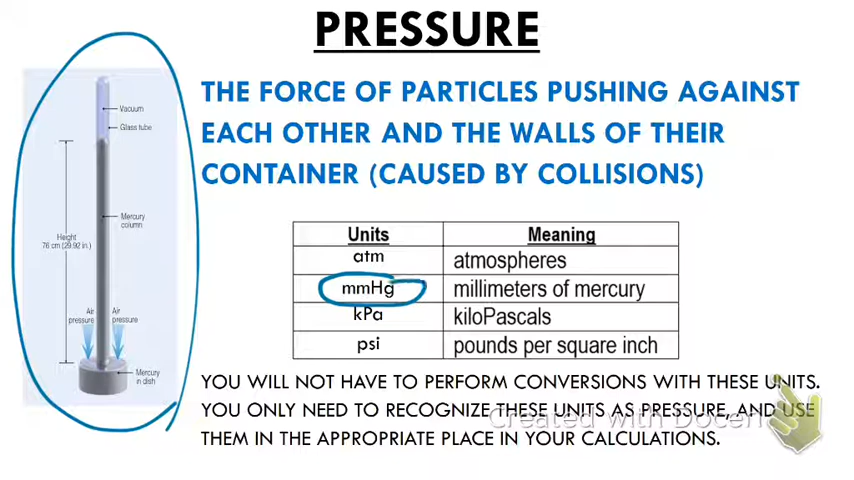 PRESSURE
Vacuum
Glass tube
Mercury
column
Height
76 cm (29.92 in.)
Air
pressure
Air
pressure
Mercury
in dish
THE FORCE OF PARTICLES PUSHING AGAINST
EACH OTHER AND THE WALLS OF THEIR
CONTAINER (CAUSED BY COLLISIONS)
Units Meaning
atm atmospheres
mmHg millimeters of mercury
kPa kiloPascals
psi pounds per square inch
YOU WILL NOT HAVE TO PERFORM CONVERSIONS WITH THESE UNITS.
YOU ONLY NEED TO RECOGNIZE THESE UNITS AS PRESSURE, AND USE
THEM IN THE APPROPRIATE PLACE IN YOUR CALCULATIONS.
Created with